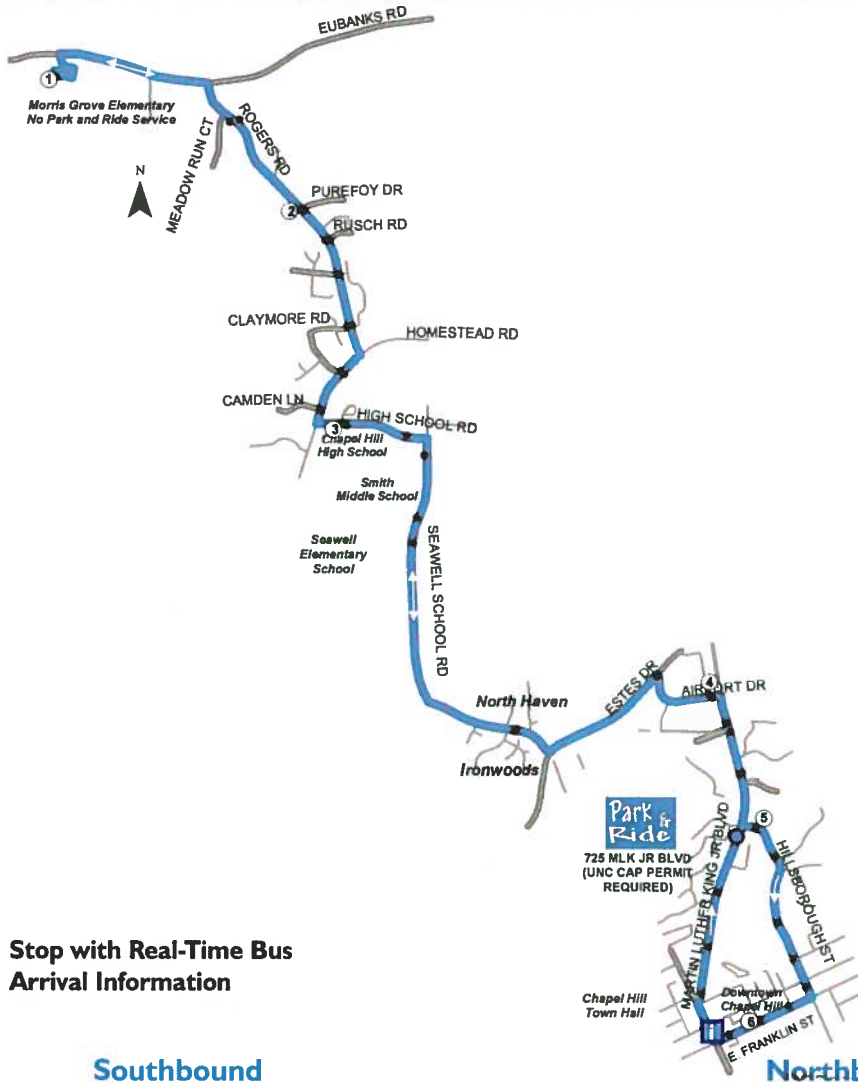 EUBANKS RD
1
Morris Grove Elementary
No Park and Ride Service
ROGERS RD
MEADOW RUN CT
N
PUREFOY DR
2
RUSCH RD
CLAYMORE RD
HOMESTEAD RD
CAMDEN LN
HIGH SCHOOL RD
3
Chapel Hill
High School
Smith
Middle School
Seawell
Elementary
School
SEAWELL SCHOOL RD
North Haven
ESTES DR
4
AIRPORT DR
Ironwoods
Park &
Ride
725 MLK JR BLVD
(UNC CAP PERMIT
REQUIRED)
5
MARTIN LUTHER KING JR BLVD
HILLSBOROUGH ST
Stop with Real-Time Bus
Arrival Information
Chapel Hill
Town Hall
Downtown
Chapel Hill
6
i
E FRANKLIN ST
Southbound
Northb